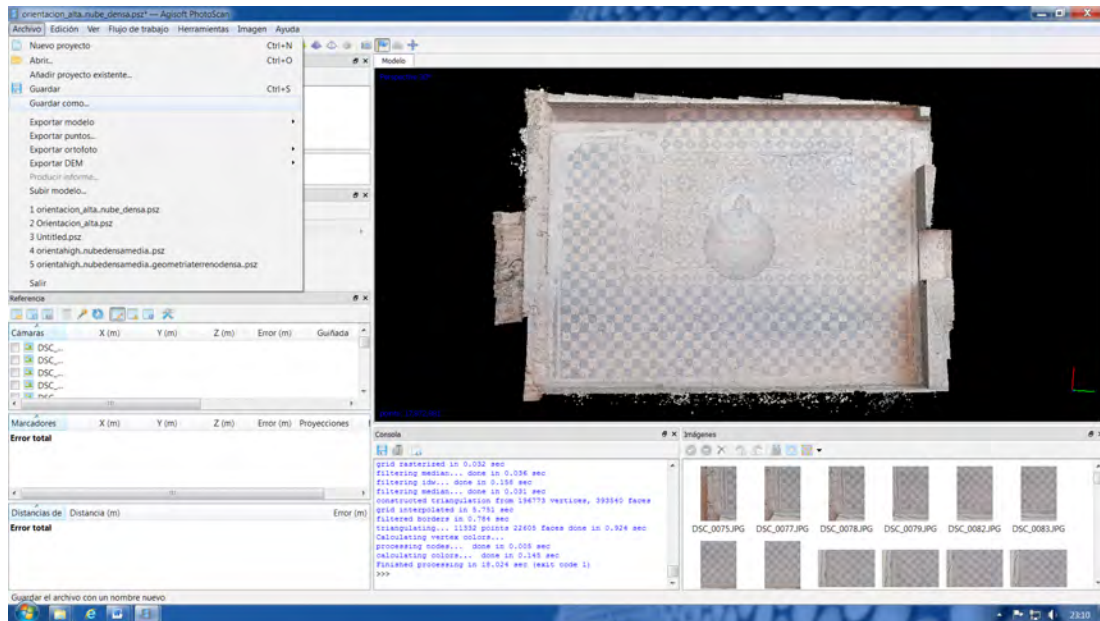 orientacion_alta..nube_densa.psz* — Agisoft PhotoScan
Archivo Edición Ver Flujo de trabajo Herramientas Imagen Ayuda
Nuevo proyecto Ctrl+N
Abrir... Ctrl+O
Añadir proyecto existente...
Guardar Ctrl+S
Guardar como...
Exportar modelo
Exportar puntos...
Exportar ortofoto
Exportar DEM
Producir informe...
Subir modelo...
1 orientacion_alta..nube_densa.psz
2 Orientacion_alta.psz
3 Untitled.psz
4 orientahigh..nubedensamedia.psz
5 orientahigh..nubedensamedia..geometriaterrenodensa..psz
Salir
Modelo
Perspectiva 30°
Referencia
Cámaras X (m) Y (m) Z (m) Error (m) Guiñada
DSC_...
DSC_...
DSC_...
DSC_...
Marcadores X (m) Y (m) Z (m) Error (m) Proyecciones
Error total
Distancias de Distancia (m) Error (m)
Error total
Consola
grid rasterized in 0.032 sec
filtering median... done in 0.036 sec
filtering idw... done in 0.158 sec
filtering median... done in 0.031 sec
constructed triangulation from 196773 vertices, 393540 faces
grid interpolated in 5.751 sec
filtered borders in 0.784 sec
triangulating... 11332 points 22605 faces done in 0.924 sec
Calculating vertex colors...
processing nodes... done in 0.005 sec
calculating colors... done in 0.145 sec
Finished processing in 18.024 sec (exit code 1)
>>>
Imágenes
DSC_0075.JPG DSC_0077.JPG DSC_0078.JPG DSC_0079.JPG DSC_0082.JPG DSC_0083.JPG
Guardar el archivo con un nombre nuevo
23:10